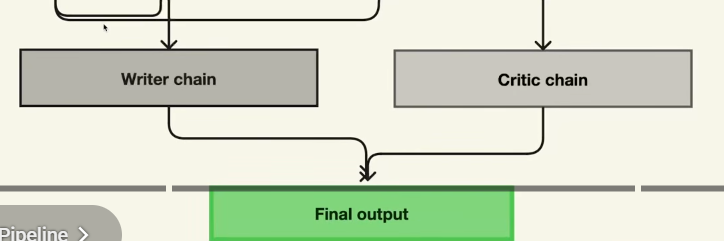 Writer chain
Critic chain
Final output
Pipeline